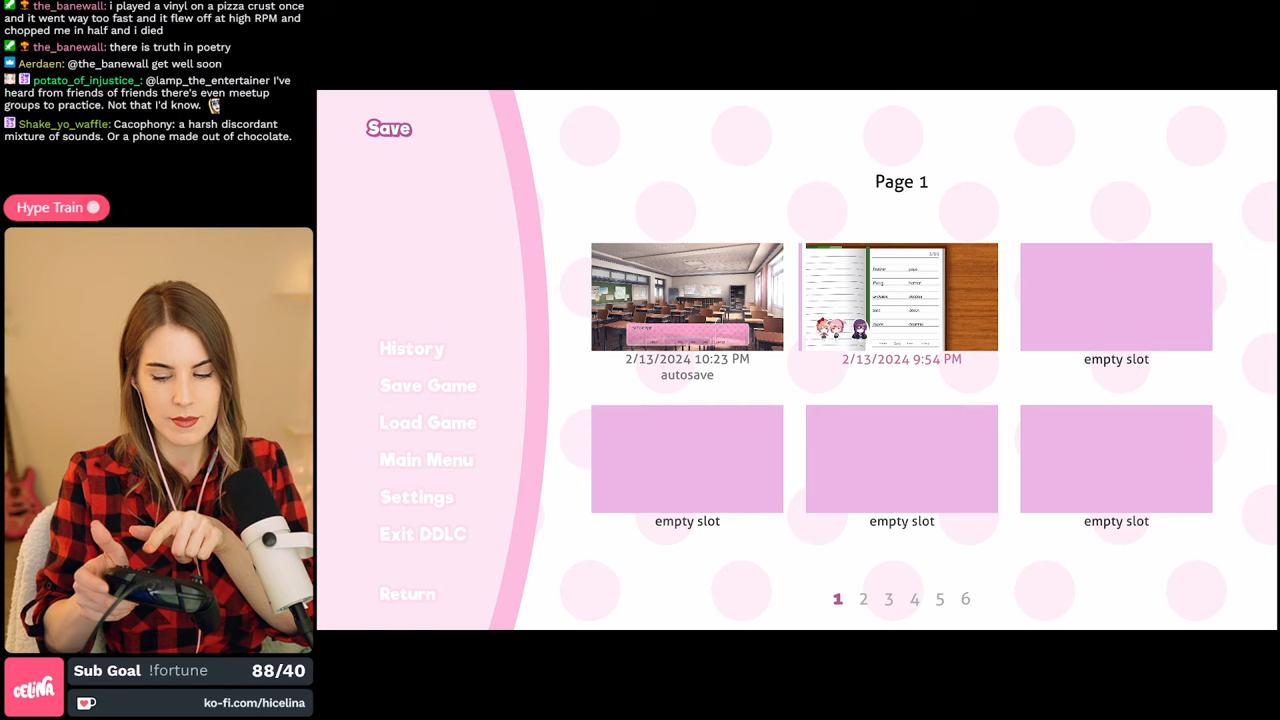 the_banewall: i played a vinyl on a pizza crust once
and it went way too fast and it flew off at high RPM and
chopped me in half and i died
the_banewall: there is truth in poetry
Aerdaen: @the_banewall get well soon
potato_of_injustice_: @lamp_the_entertainer I've
heard from friends of friends there's even meetup
groups to practice. Not that I'd know.
Shake_yo_waffle: Cacophony: a harsh discordant
mixture of sounds. Or a phone made out of chocolate.
Hype Train
Save
Page 1
2/13/2024 10:23 PM
autosave
2/13/2024 9:54 PM
empty slot
empty slot
empty slot
empty slot
History
Save Game
Load Game
Main Menu
Settings
Exit DDLC
Return
1 2 3 4 5 6
CELINA
Sub Goal !fortune 88/40
ko-fi.com/hicelina